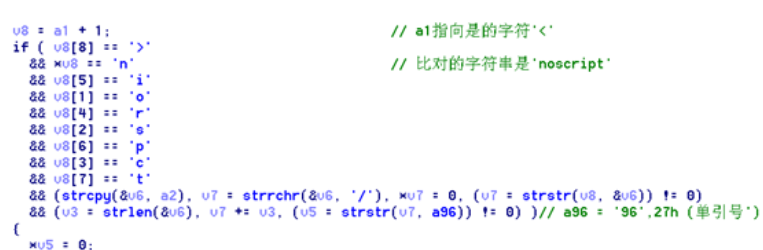 v8 = a1 + 1; // a1指向是的字符'<'
if ( v8[8] == '>'
&& *v8 == 'n' // 比对的字符串是'noscript'
&& v8[5] == 'i'
&& v8[1] == 'o'
&& v8[4] == 'r'
&& v8[2] == 's'
&& v8[6] == 'p'
&& v8[3] == 'c'
&& v8[7] == 't'
&& (strcpy(&v6, a2), v7 = strrchr(&v6, '/'), *v7 = 0, (v7 = strstr(v8, &v6)) != 0)
&& (v3 = strlen(&v6), v7 += v3, (v5 = strstr(v7, a96)) != 0) )// a96 = '96',27h (单引号)
{
*v5 = 0;